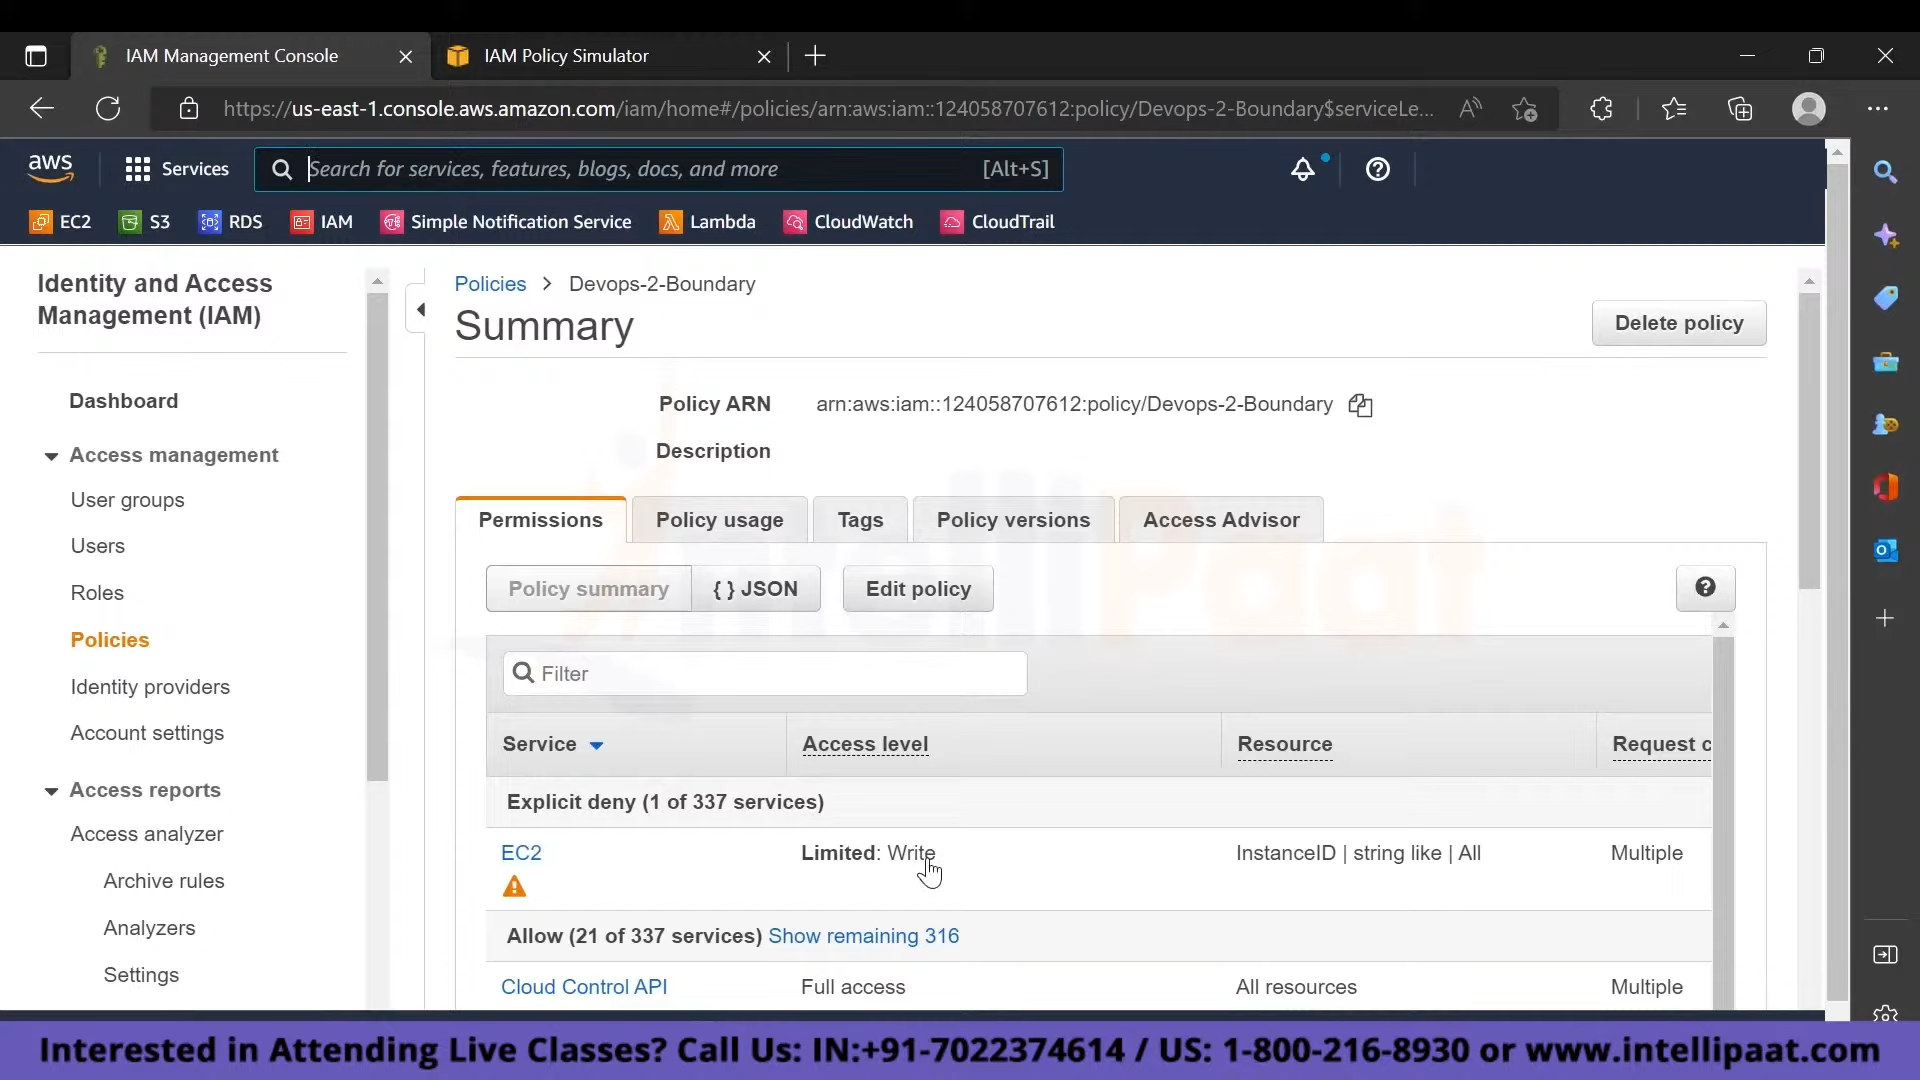 IAM Management Console
IAM Policy Simulator
https://us-east-1.console.aws.amazon.com/iam/home#/policies/arn:aws:iam::124058707612:policy/Devops-2-Boundary$serviceLe...
aws
Services
Search for services, features, blogs, docs, and more
[Alt+S]
EC2
S3
RDS
IAM
Simple Notification Service
Lambda
CloudWatch
CloudTrail
Identity and Access
Management (IAM)
Dashboard
Access management
User groups
Users
Roles
Policies
Identity providers
Account settings
Access reports
Access analyzer
Archive rules
Analyzers
Settings
Policies > Devops-2-Boundary
Summary
Delete policy
Policy ARN arn:aws:iam::124058707612:policy/Devops-2-Boundary
Description
Permissions
Policy usage
Tags
Policy versions
Access Advisor
Policy summary
{ } JSON
Edit policy
Filter
Service
Access level
Resource
Request c
Explicit deny (1 of 337 services)
EC2
Limited: Write
InstanceID | string like | All
Multiple
Allow (21 of 337 services) Show remaining 316
Cloud Control API
Full access
All resources
Multiple
IntelliPaat
Interested in Attending Live Classes? Call Us: IN:+91-7022374614 / US: 1-800-216-8930 or www.intellipaat.com